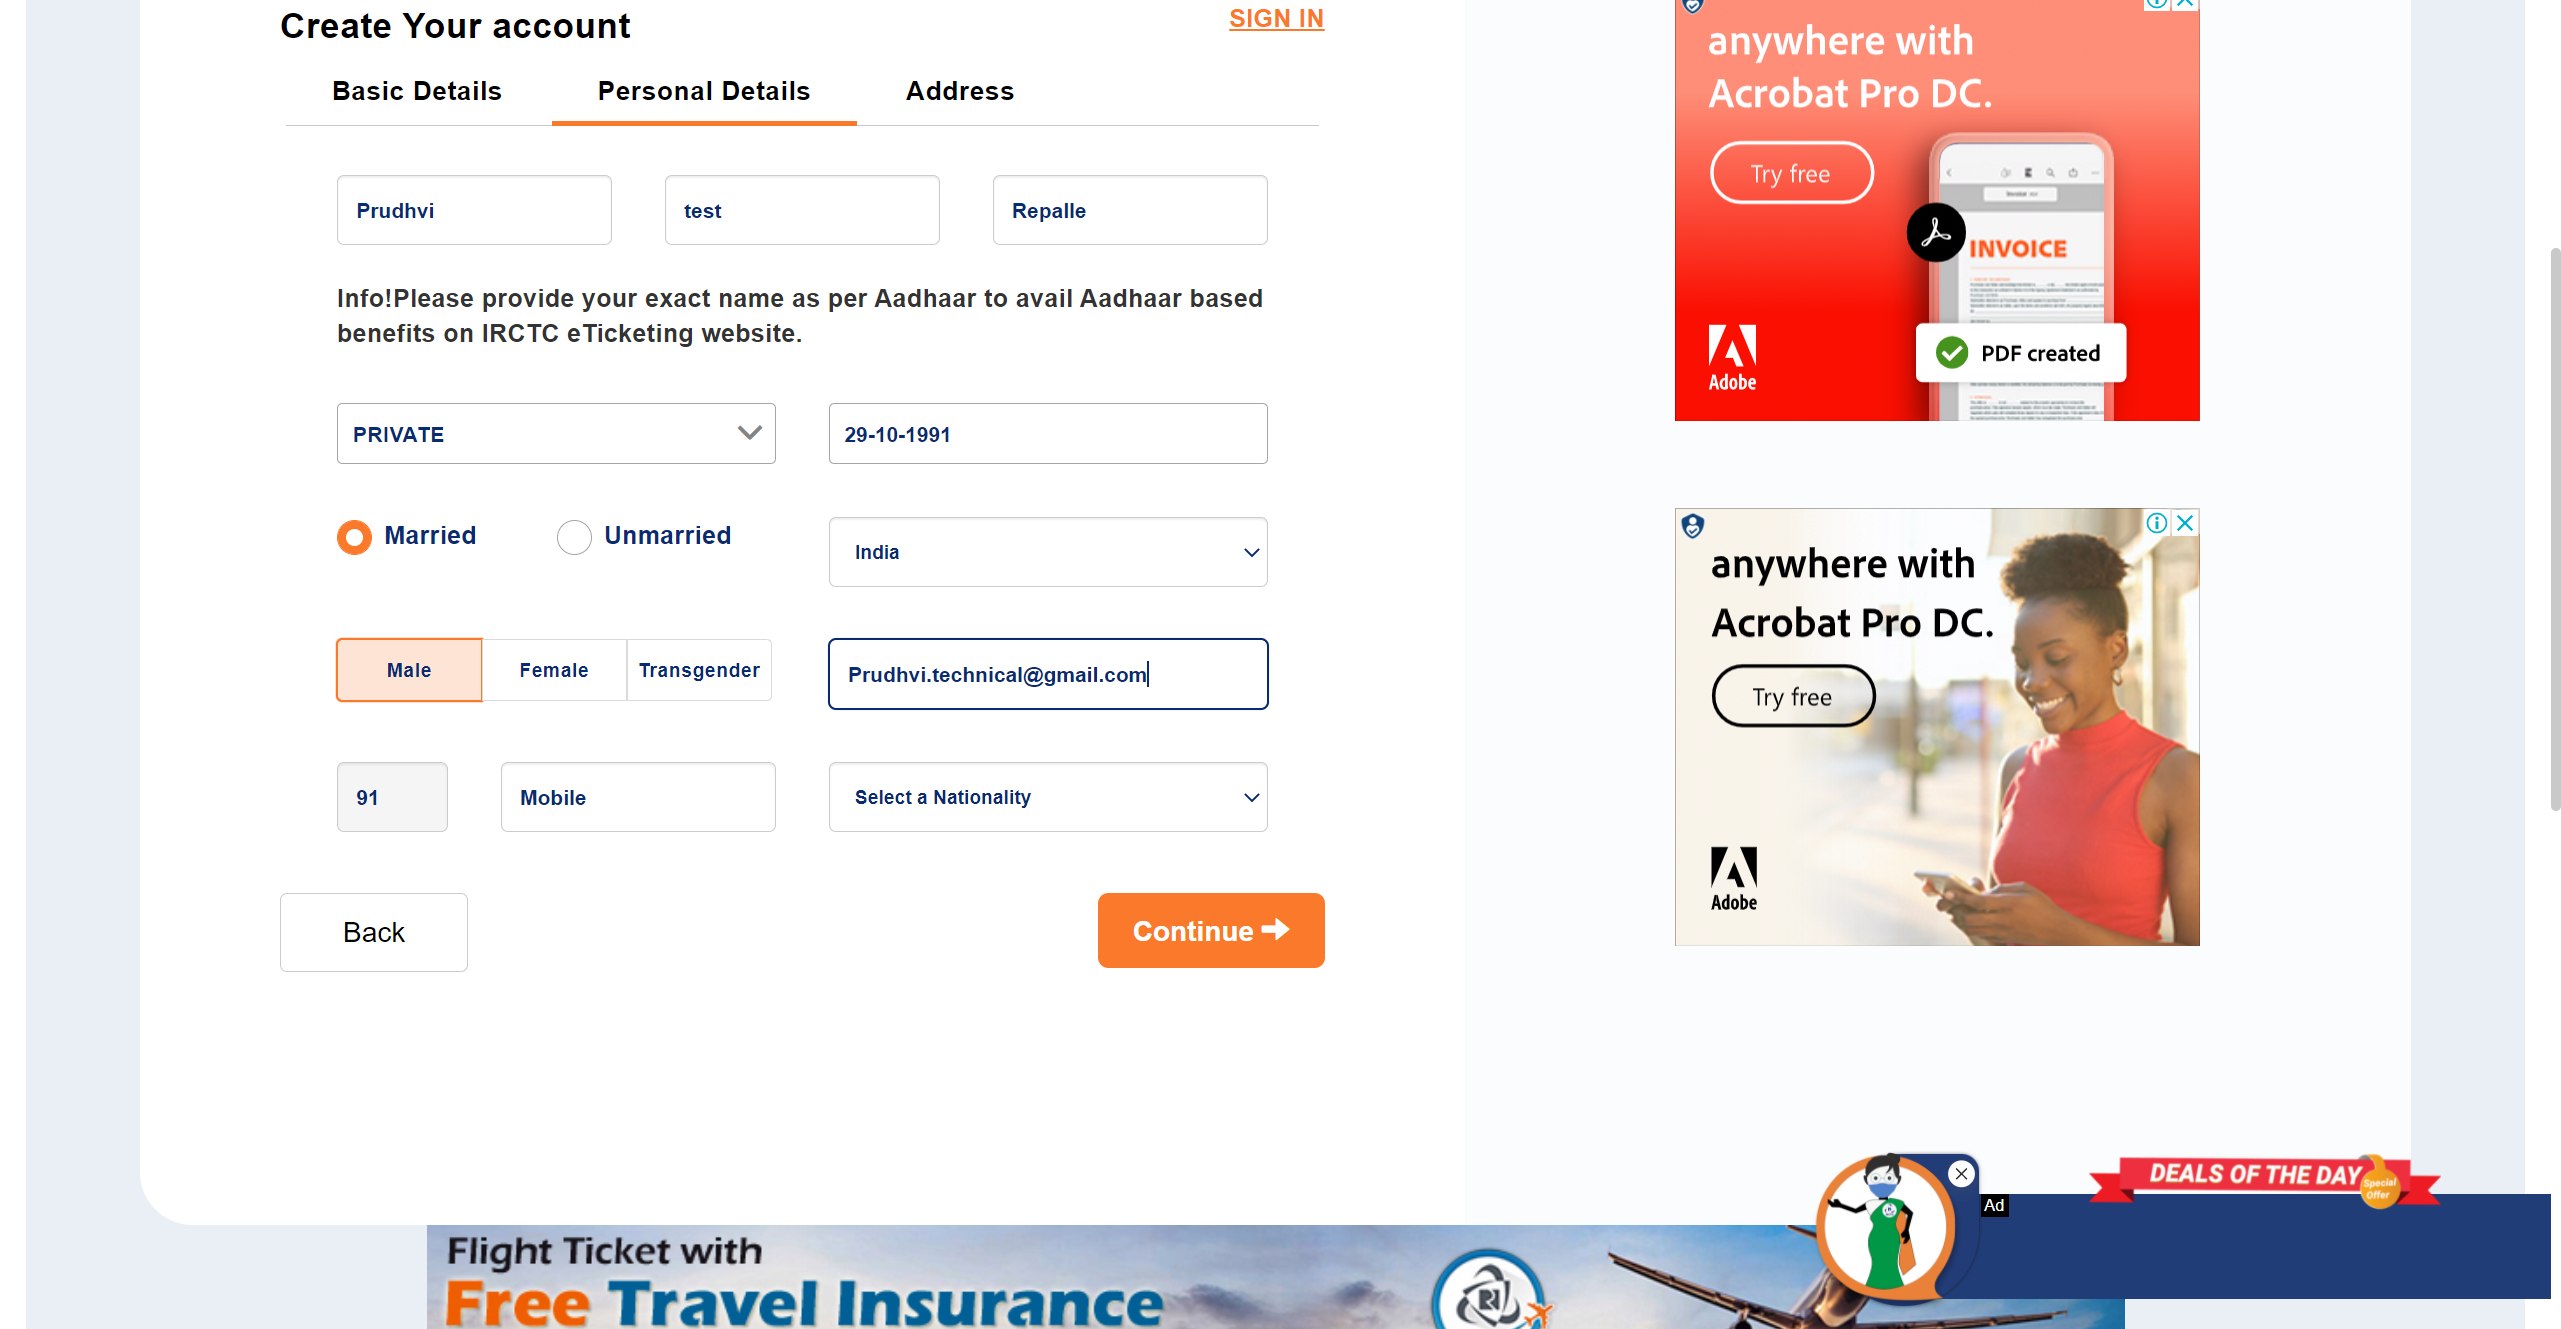 Create Your account
SIGN IN
Basic Details
Personal Details
Address
Prudhvi
test
Repalle
Info!Please provide your exact name as per Aadhaar to avail Aadhaar based
benefits on IRCTC eTicketing website.
PRIVATE
29-10-1991
Married
Unmarried
India
Male
Female
Transgender
Prudhvi.technical@gmail.com
91
Mobile
Select a Nationality
Back
Continue
anywhere with
Acrobat Pro DC.
Try free
INVOICE
PDF created
Adobe
anywhere with
Acrobat Pro DC.
Try free
Adobe
DEALS OF THE DAY
Special
Offer
Ad
Flight Ticket with
Free Travel Insurance